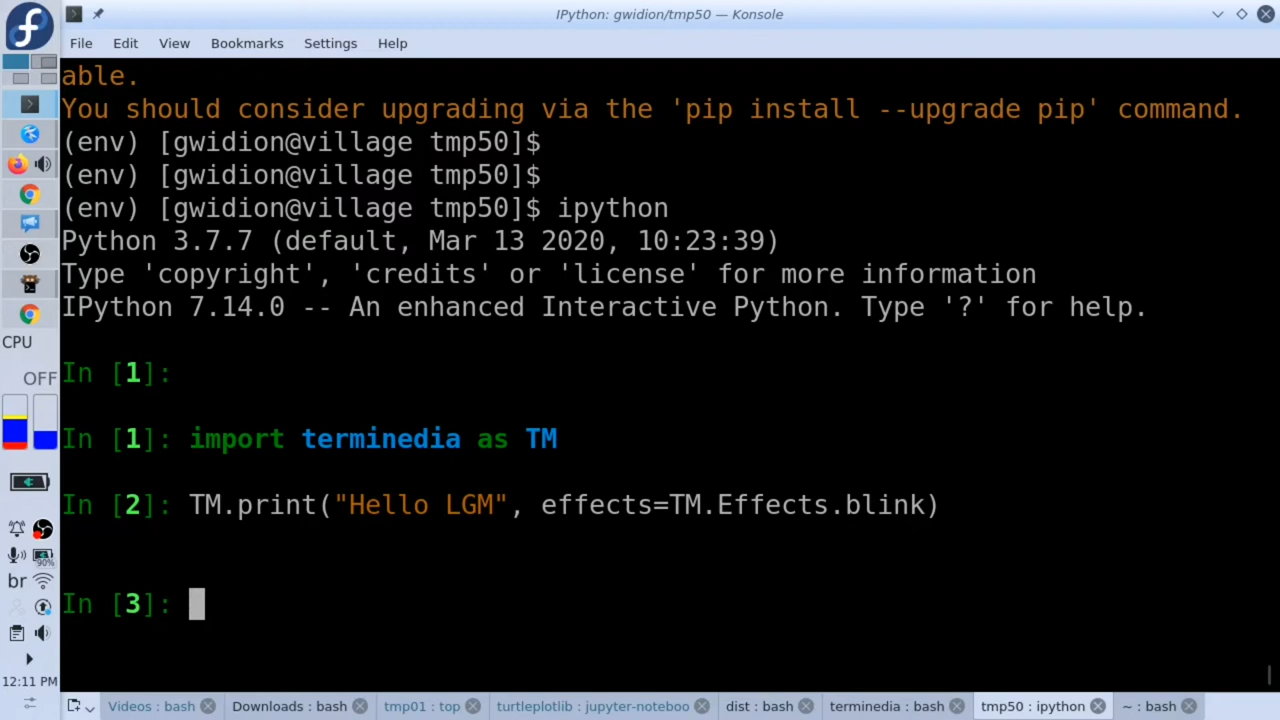 IPython: gwidion/tmp50 — Konsole
File Edit View Bookmarks Settings Help
able.
You should consider upgrading via the 'pip install --upgrade pip' command.
(env) [gwidion@village tmp50]$
(env) [gwidion@village tmp50]$
(env) [gwidion@village tmp50]$ ipython
Python 3.7.7 (default, Mar 13 2020, 10:23:39)
Type 'copyright', 'credits' or 'license' for more information
IPython 7.14.0 -- An enhanced Interactive Python. Type '?' for help.
In [1]:
In [1]: import terminedia as TM
In [2]: TM.print("Hello LGM", effects=TM.Effects.blink)
In [3]:
CPU
OFF
90%
br
12:11 PM
Videos : bash Downloads : bash tmp01 : top turtleplotlib : jupyter-noteboo dist : bash terminedia : bash tmp50 : ipython ~ : bash